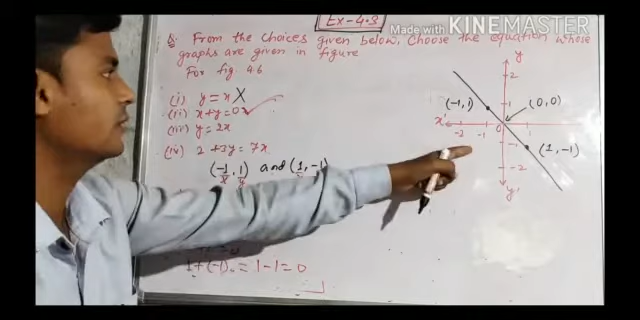 Ex-4.3
Made with KINEMASTER
Q. From the choices given below, choose the equation whose
graphs are given in figure
For fig. 4.6
(i) y = x X
(ii) x+y=0
(iii) y=2x
(iv) 2+3y=7x
(-1, 1) and (1, -1)
x y
1+(-1) = 1-1=0
y
2
(-1,1)
1
(0,0)
x'
-2 -1 0 1
-1
(1,-1)
-2
y'